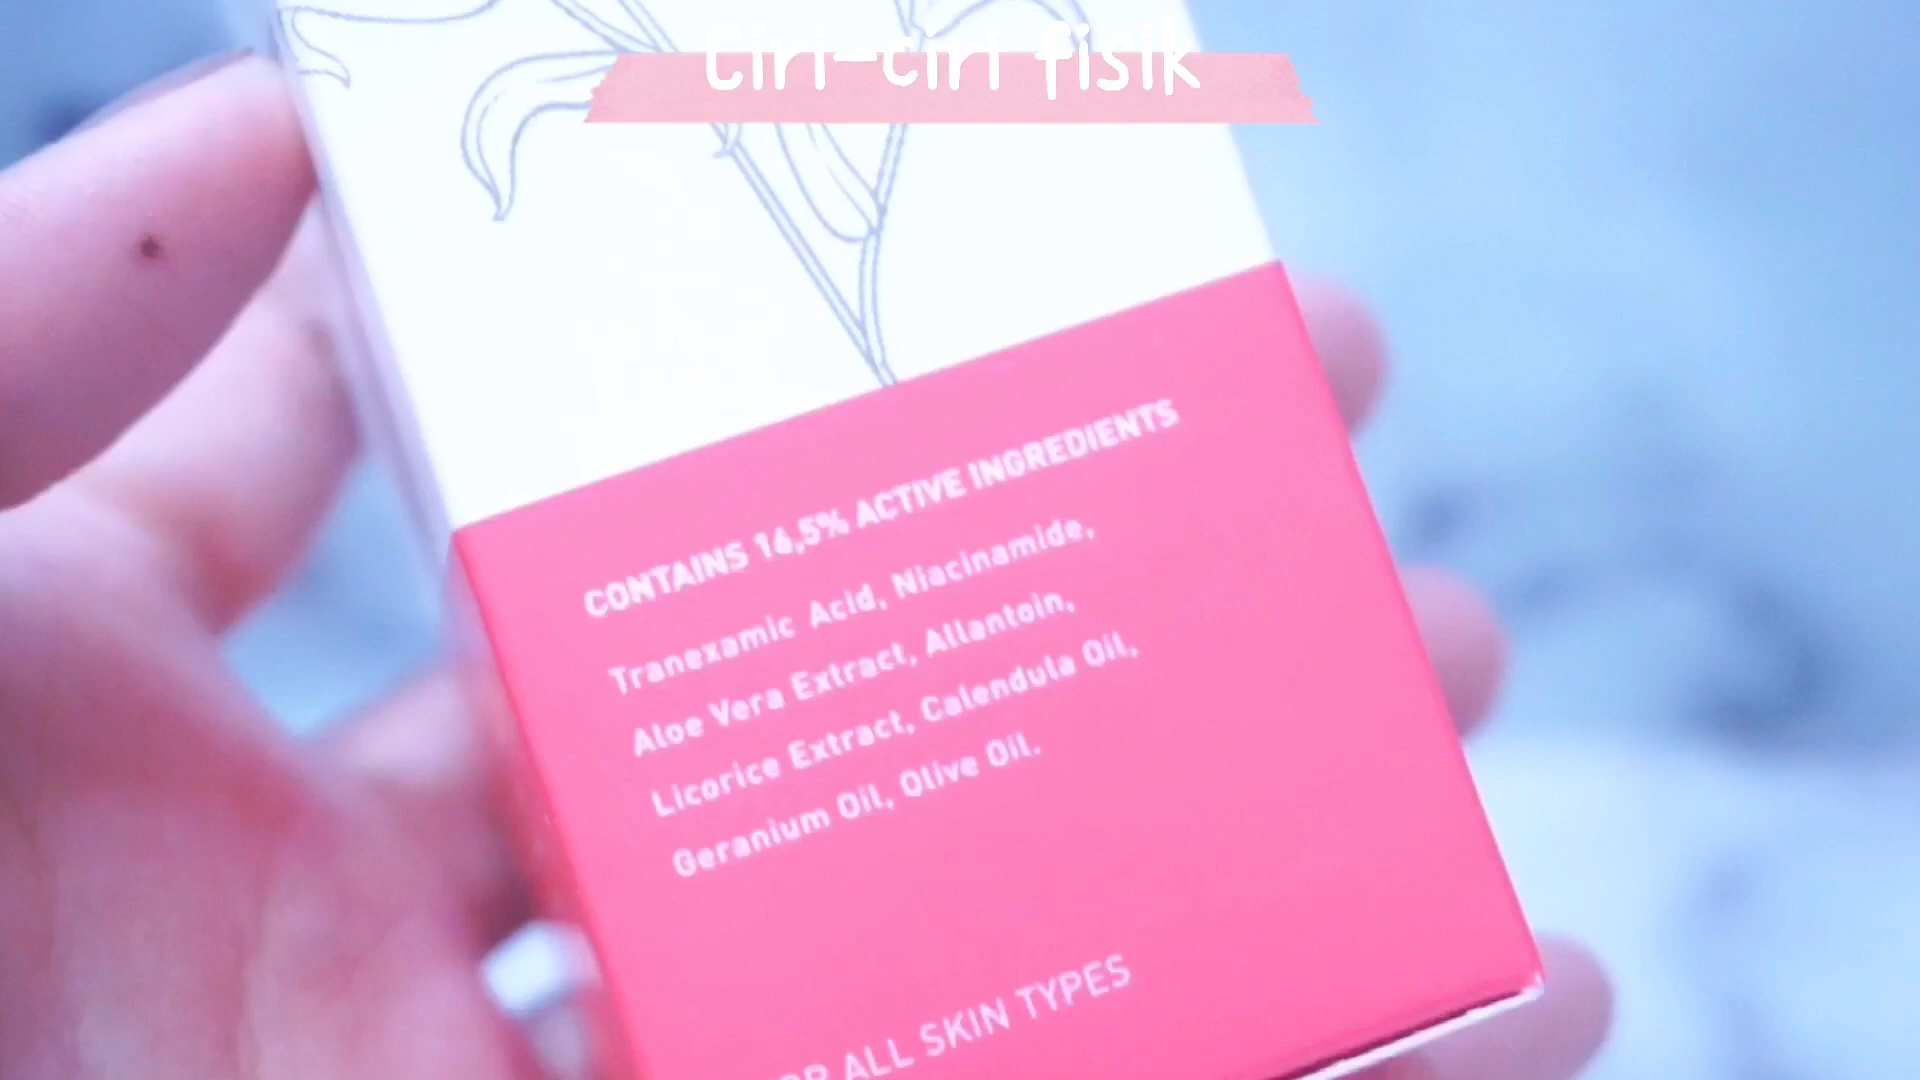 Ciri-ciri fisik
CONTAINS 16,5% ACTIVE INGREDIENTS
Tranexamic Acid, Niacinamide,
Aloe Vera Extract, Allantoin,
Licorice Extract, Calendula Oil,
Geranium Oil, Olive Oil.
ALL SKIN TYPES